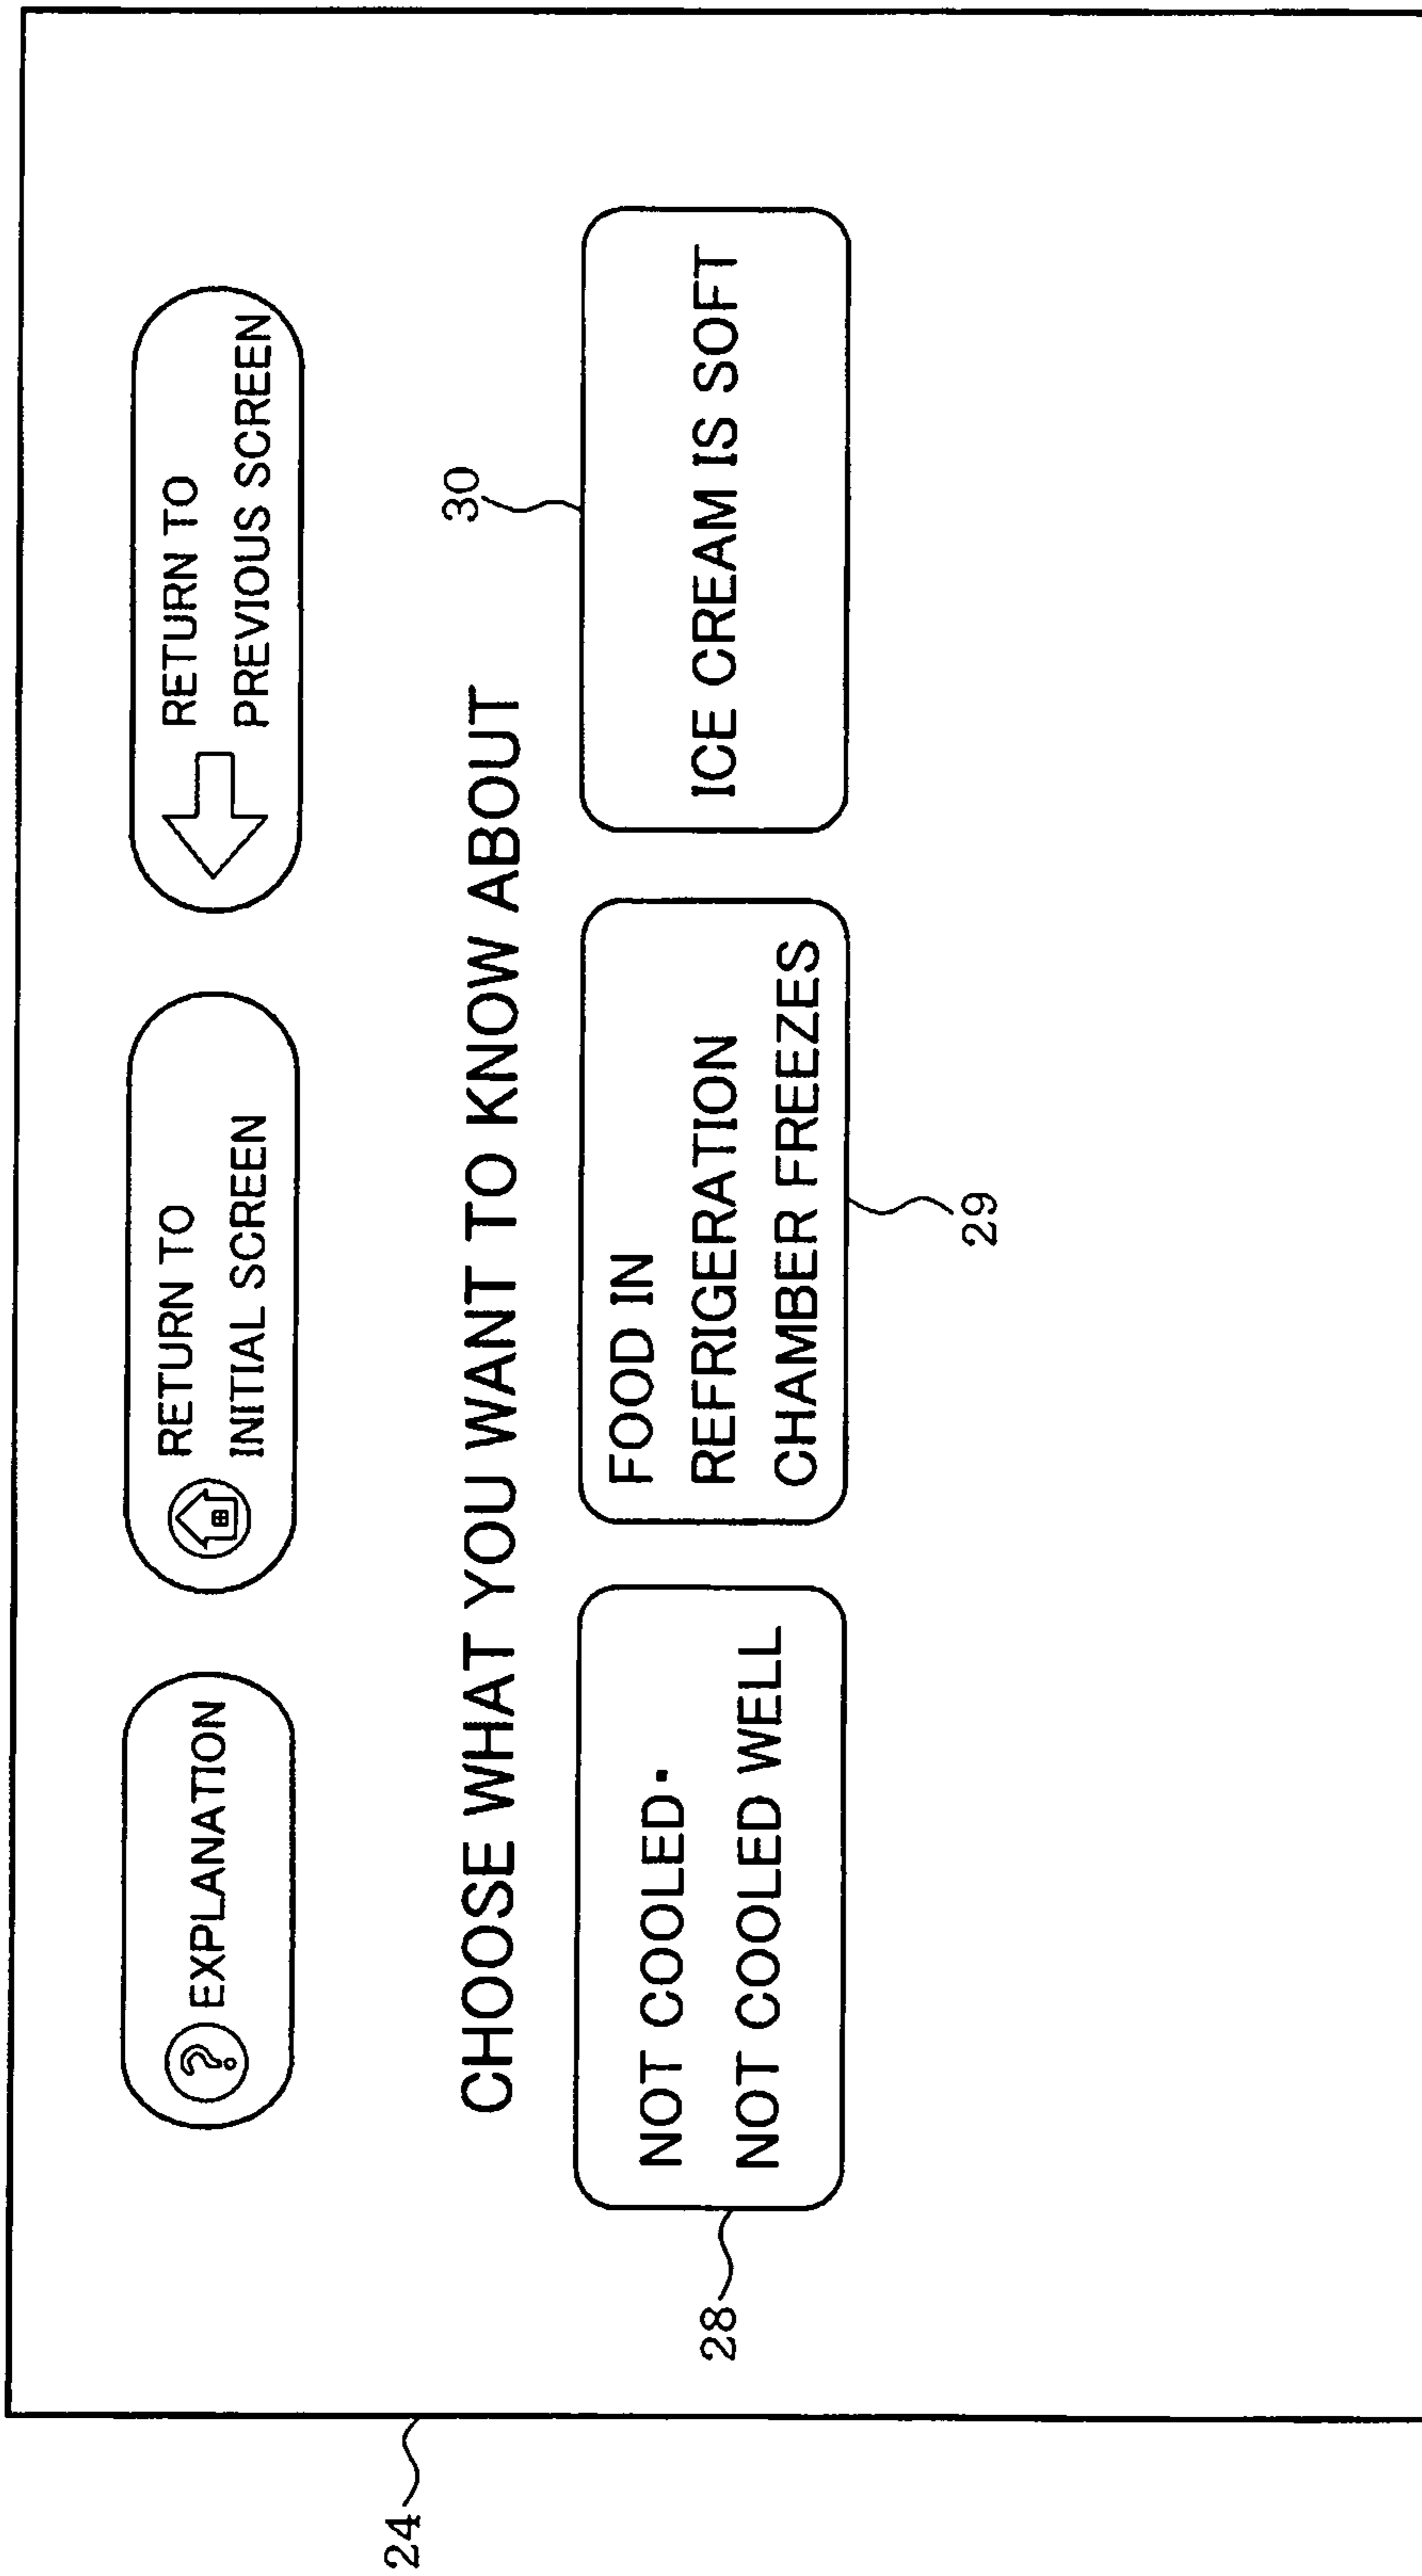 24
? EXPLANATION
RETURN TO
INITIAL SCREEN
RETURN TO
PREVIOUS SCREEN
CHOOSE WHAT YOU WANT TO KNOW ABOUT
28
NOT COOLED·
NOT COOLED WELL
FOOD IN
REFRIGERATION
CHAMBER FREEZES
29
30
ICE CREAM IS SOFT